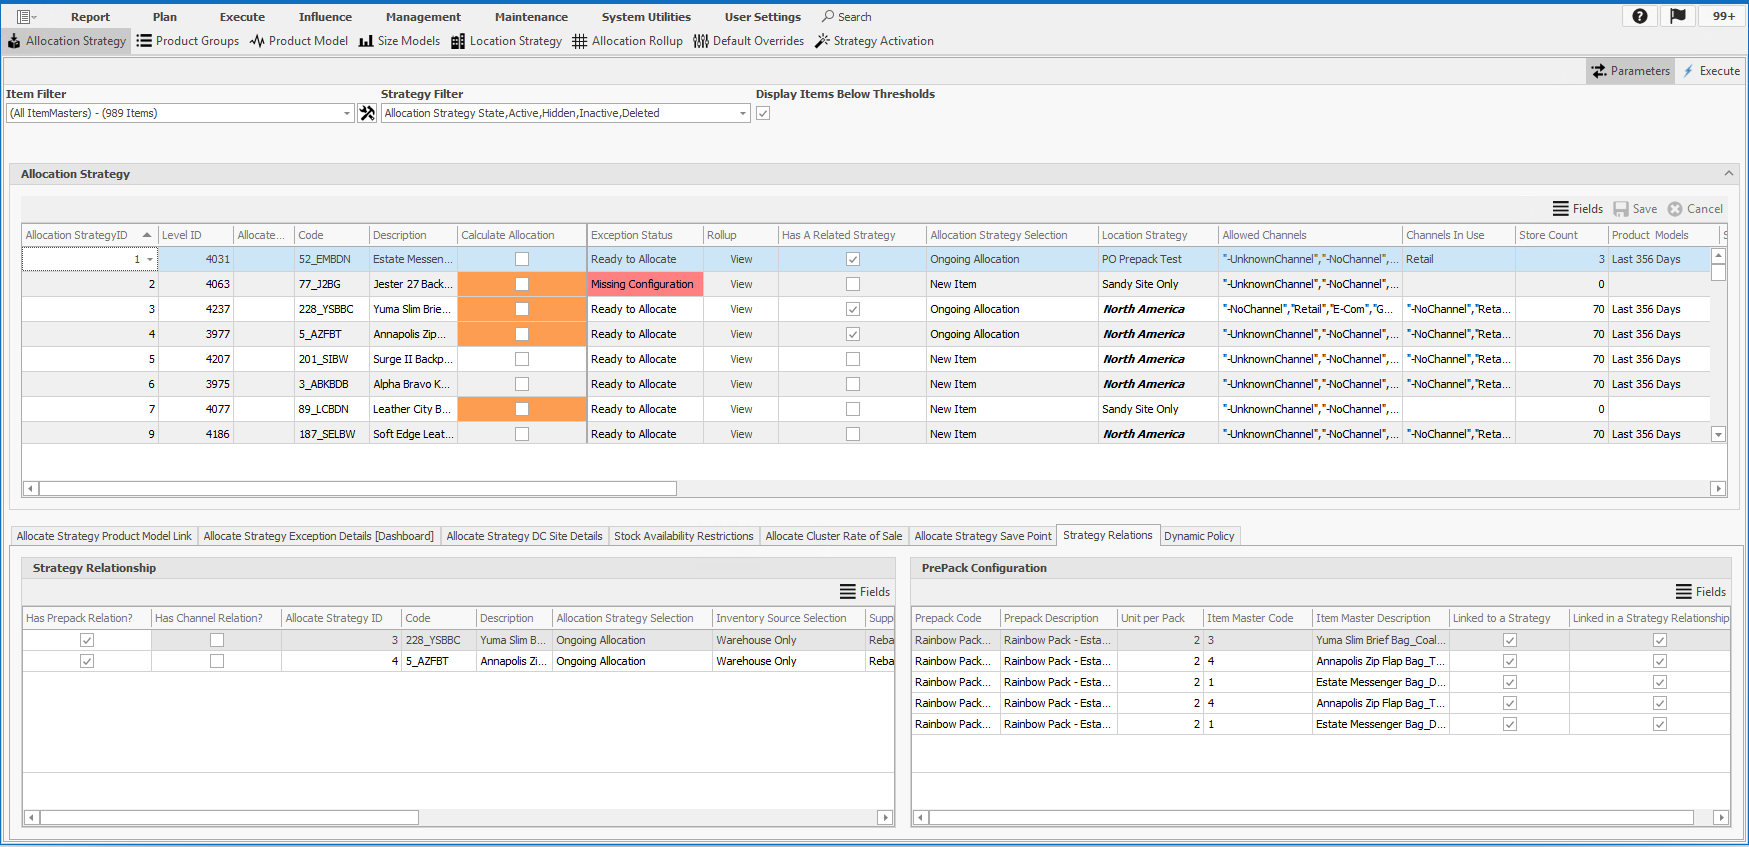 Report Plan Execute Influence Management Maintenance System Utilities User Settings Search 99+
Allocation Strategy Product Groups Product Model Size Models Location Strategy Allocation Rollup Default Overrides Strategy Activation
Parameters Execute
Item Filter Strategy Filter Display Items Below Thresholds
(All ItemMasters) - (989 Items) Allocation Strategy State,Active,Hidden,Inactive,Deleted
Allocation Strategy
Fields Save Cancel
Allocation StrategyID Level ID Allocate... Code Description Calculate Allocation Exception Status Rollup Has A Related Strategy Allocation Strategy Selection Location Strategy Allowed Channels Channels In Use Store Count Product Models S
1 4031 52_EMBDN Estate Messen... Ready to Allocate View Ongoing Allocation PO Prepack Test "-UnknownChannel","-NoChannel",... Retail 3 Last 356 Days
2 4063 77_J2BG Jester 27 Back... Missing Configuration View New Item Sandy Site Only "-UnknownChannel","-NoChannel",... 0
3 4237 228_YSBBC Yuma Slim Brie... Ready to Allocate View Ongoing Allocation North America "-NoChannel","Retail","E-Com","G... "-NoChannel","Reta... 70 Last 356 Days
4 3977 5_AZFBT Annapolis Zip... Ready to Allocate View Ongoing Allocation North America "-UnknownChannel","-NoChannel",... "-NoChannel","Reta... 70 Last 356 Days
5 4207 201_SIBW Surge II Backp... Ready to Allocate View New Item North America "-UnknownChannel","-NoChannel",... "-NoChannel","Reta... 70 Last 356 Days
6 3975 3_ABKBDB Alpha Bravo K... Ready to Allocate View New Item North America "-UnknownChannel","-NoChannel",... "-NoChannel","Reta... 70 Last 356 Days
7 4077 89_LCBDN Leather City B... Ready to Allocate View New Item Sandy Site Only "-UnknownChannel","-NoChannel",... 0
9 4186 187_SELBW Soft Edge Leat... Ready to Allocate View New Item North America "-UnknownChannel","-NoChannel",... "-NoChannel","Reta... 70 Last 356 Days
Allocate Strategy Product Model Link Allocate Strategy Exception Details [Dashboard] Allocate Strategy DC Site Details Stock Availability Restrictions Allocate Cluster Rate of Sale Allocate Strategy Save Point Strategy Relations Dynamic Policy
Strategy Relationship
Fields
Has Prepack Relation? Has Channel Relation? Allocate Strategy ID Code Description Allocation Strategy Selection Inventory Source Selection Supp
3 228_YSBBC Yuma Slim B... Ongoing Allocation Warehouse Only Reba
4 5_AZFBT Annapolis Zi... Ongoing Allocation Warehouse Only Reba
PrePack Configuration
Fields
Prepack Code Prepack Description Unit per Pack Item Master Code Item Master Description Linked to a Strategy Linked in a Strategy Relationship
Rainbow Pack... Rainbow Pack - Esta... 2 3 Yuma Slim Brief Bag_Coal...
Rainbow Pack... Rainbow Pack - Esta... 2 4 Annapolis Zip Flap Bag_T...
Rainbow Pack... Rainbow Pack - Esta... 2 1 Estate Messenger Bag_D...
Rainbow Pack... Rainbow Pack - Esta... 2 4 Annapolis Zip Flap Bag_T...
Rainbow Pack... Rainbow Pack - Esta... 2 1 Estate Messenger Bag_D...